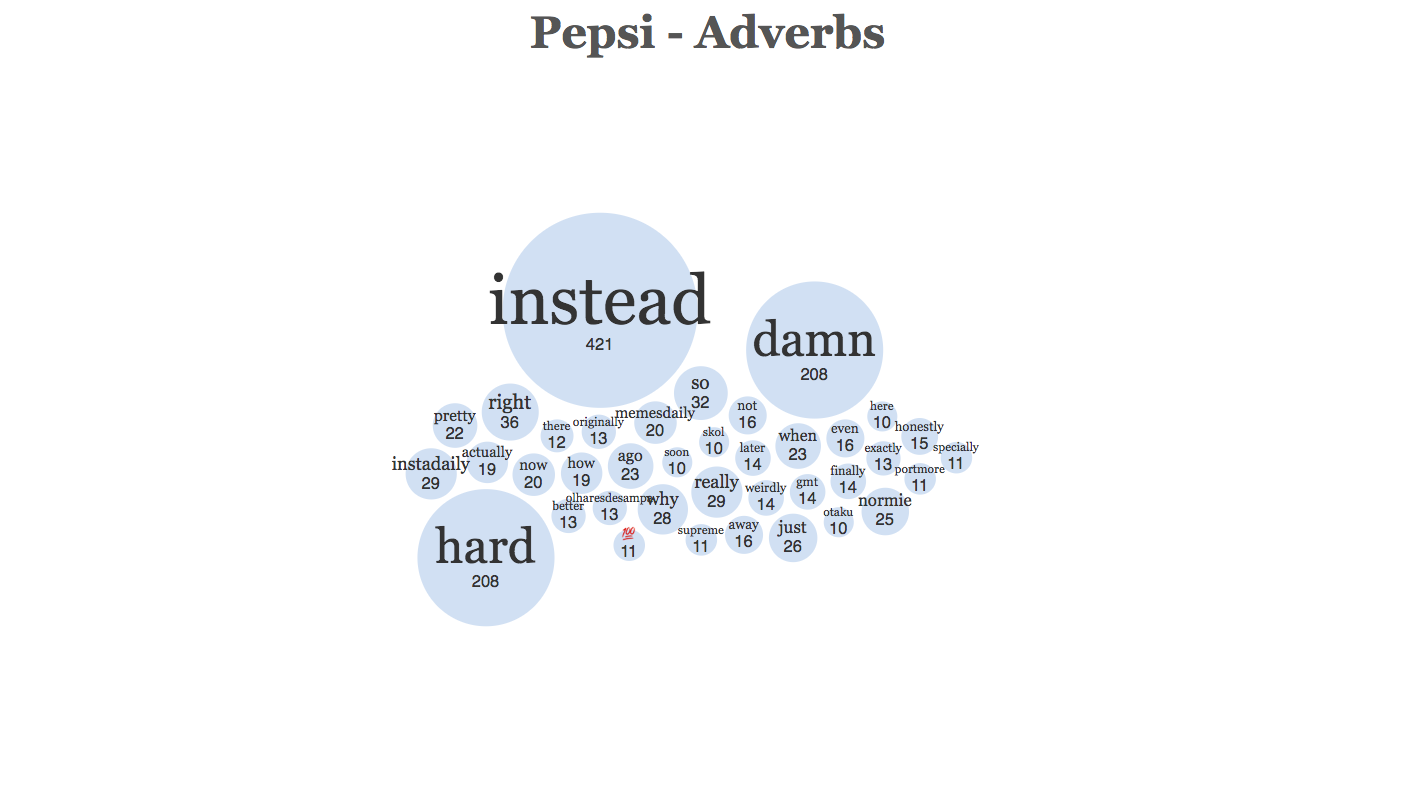 Pepsi - Adverbs
instead
421
damn
208
so
32
right
36
pretty
22
there
12
originally
13
memesdaily
20
not
16
here
10
honestly
15
even
16
when
23
skol
10
later
14
exactly
13
specially
11
instadaily
29
actually
19
now
20
how
19
ago
23
soon
10
really
29
weirdly
14
gmt
14
finally
14
portmore
11
normie
25
better
13
olharesdesampa
13
why
28
otaku
10
just
26
away
16
supreme
11
💯
11
hard
208